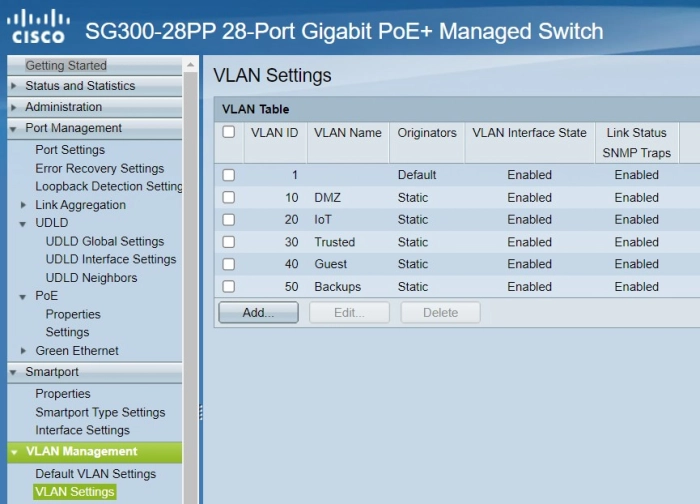 CISCO SG300-28PP 28-Port Gigabit PoE+ Managed Switch
Getting Started
Status and Statistics
Administration
Port Management
Port Settings
Error Recovery Settings
Loopback Detection Setting
Link Aggregation
UDLD
UDLD Global Settings
UDLD Interface Settings
UDLD Neighbors
PoE
Properties
Settings
Green Ethernet
Smartport
Properties
Smartport Type Settings
Interface Settings
VLAN Management
Default VLAN Settings
VLAN Settings
VLAN Settings
VLAN Table
VLAN ID VLAN Name Originators VLAN Interface State Link Status
SNMP Traps
1 Default Enabled Enabled
10 DMZ Static Enabled Enabled
20 IoT Static Enabled Enabled
30 Trusted Static Enabled Enabled
40 Guest Static Enabled Enabled
50 Backups Static Enabled Enabled
Add... Edit... Delete